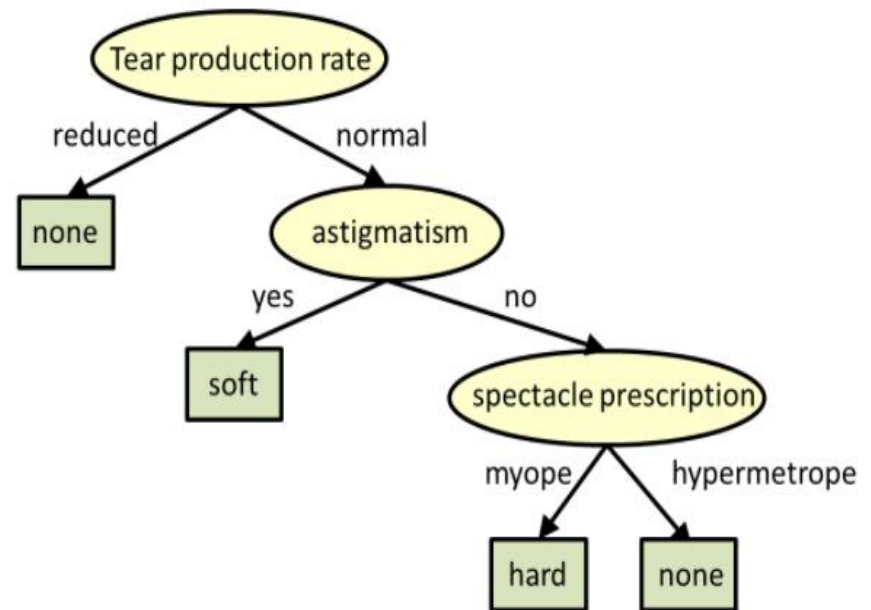 Tear production rate
reduced
normal
none
astigmatism
yes
no
soft
spectacle prescription
myope
hypermetrope
hard
none